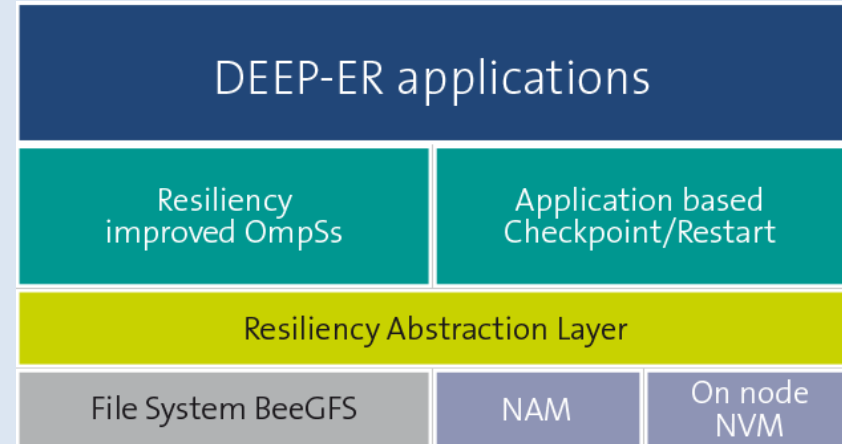 DEEP-ER applications
Resiliency
improved OmpSs
Application based
Checkpoint/Restart
Resiliency Abstraction Layer
File System BeeGFS
NAM
On node
NVM